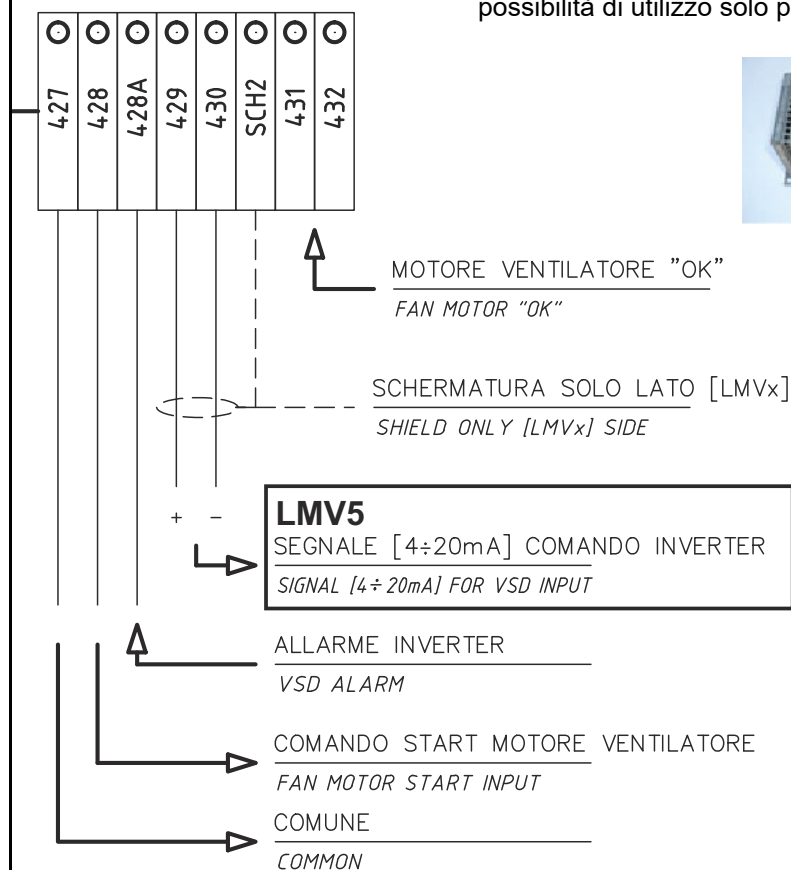 possibilità di utilizzo solo p
427 428 428A 429 430 SCH2 431 432
MOTORE VENTILATORE "OK"
FAN MOTOR "OK"
SCHERMATURA SOLO LATO [LMVx]
SHIELD ONLY [LMVx] SIDE
+ −
LMV5
SEGNALE [4÷20mA] COMANDO INVERTER
SIGNAL [4÷20mA] FOR VSD INPUT
ALLARME INVERTER
VSD ALARM
COMANDO START MOTORE VENTILATORE
FAN MOTOR START INPUT
COMUNE
COMMON